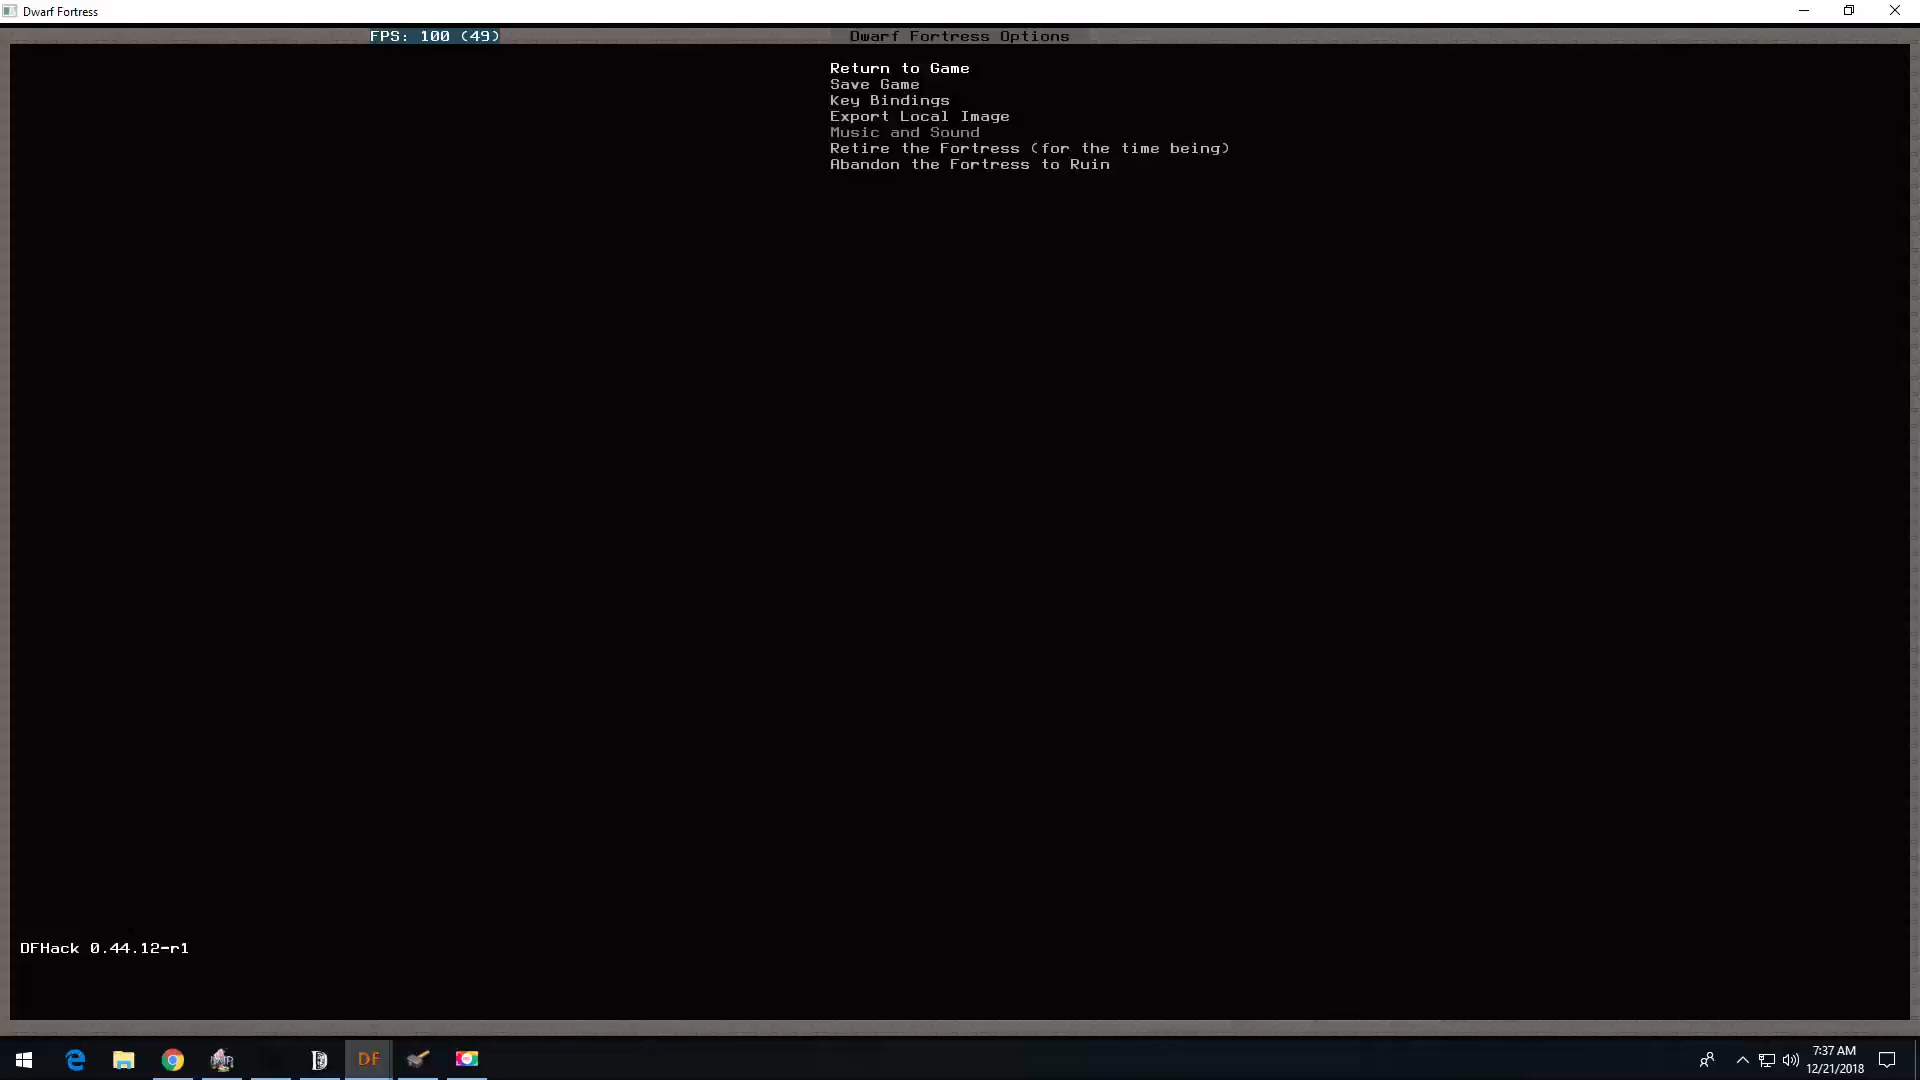 Dwarf Fortress
FPS: 100 (49)
Dwarf Fortress Options
Return to Game
Save Game
Key Bindings
Export Local Image
Music and Sound
Retire the Fortress (for the time being)
Abandon the Fortress to Ruin
DFHack 0.44.12-r1
DF
7:37 AM
12/21/2018